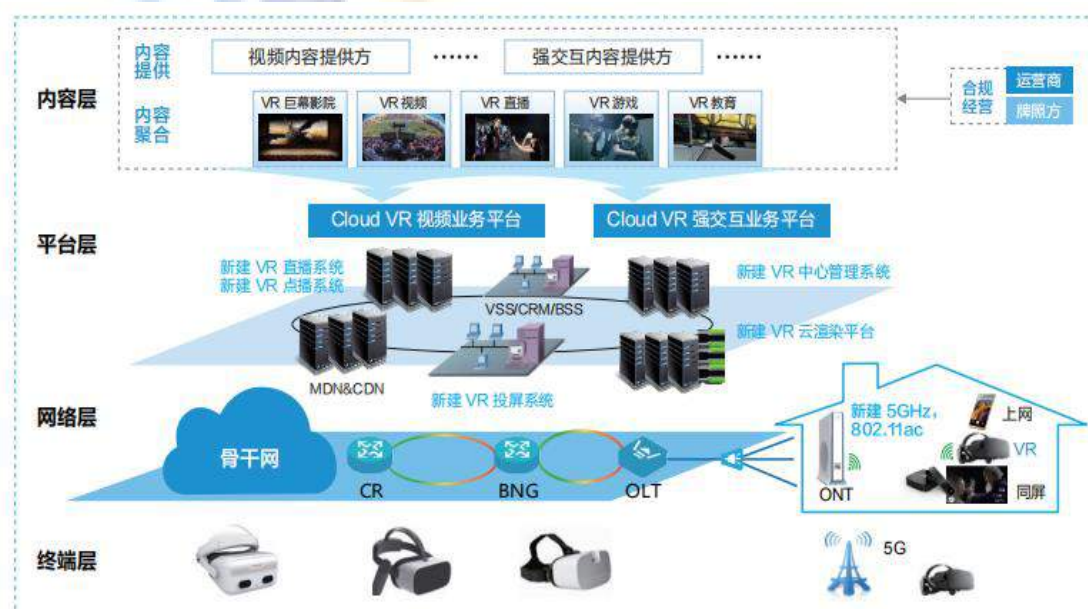 内容层
内容
提供
视频内容提供方
······
强交互内容提供方
······
内容
聚合
VR 巨幕影院
VR 视频
VR 直播
VR 游戏
VR 教育
合规
经营
运营商
牌照方
Cloud VR 视频业务平台
Cloud VR 强交互业务平台
平台层
新建 VR 直播系统
新建 VR 点播系统
VSS/CRM/BSS
新建 VR 中心管理系统
新建 VR 云渲染平台
MDN&CDN
新建 VR 投屏系统
网络层
骨干网
CR
BNG
OLT
新建 5GHz,
802.11ac
上网
VR
同屏
ONT
终端层
5G